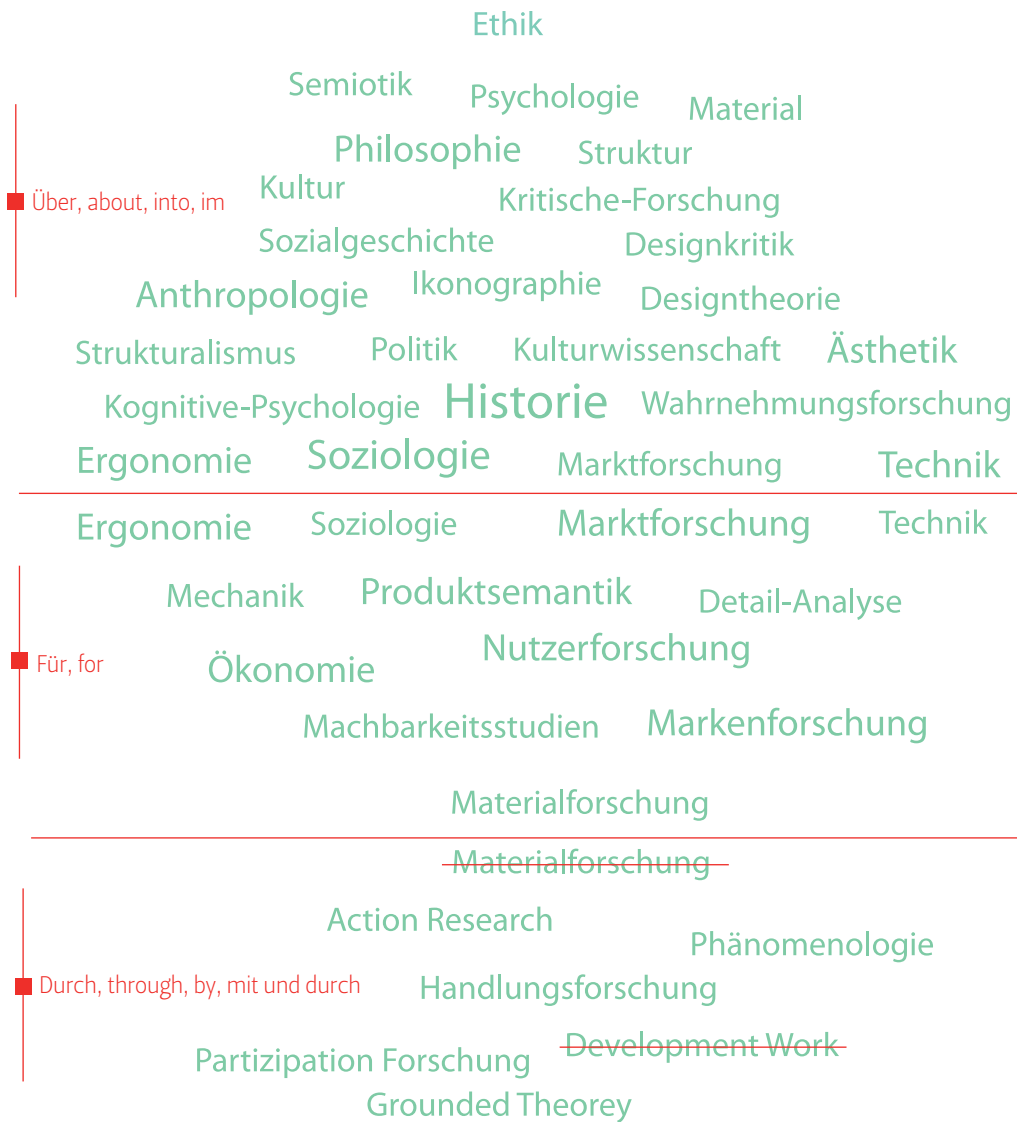 Ethik
Semiotik Psychologie Material
Philosophie Struktur
Über, about, into, im Kultur Kritische-Forschung
Sozialgeschichte Designkritik
Anthropologie Ikonographie Designtheorie
Strukturalismus Politik Kulturwissenschaft Ästhetik
Kognitive-Psychologie Historie Wahrnehmungsforschung
Ergonomie Soziologie Marktforschung Technik
Ergonomie Soziologie Marktforschung Technik
Mechanik Produktsemantik Detail-Analyse
Nutzerforschung
Für, for Ökonomie
Machbarkeitsstudien Markenforschung
Materialforschung
Materialforschung
Action Research
Phänomenologie
Durch, through, by, mit und durch Handlungsforschung
Partizipation Forschung Development Work
Grounded Theorey